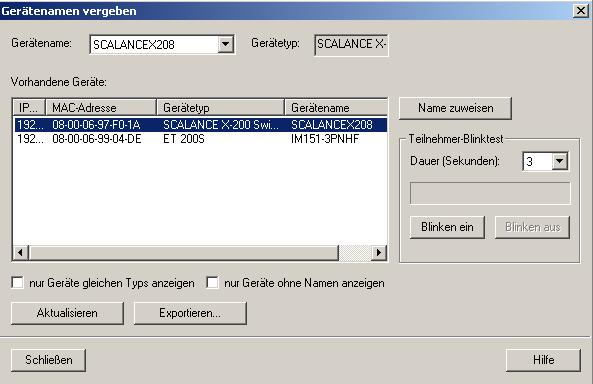 Gerätenamen vergeben
Gerätename: SCALANCEX208 Gerätetyp: SCALANCE X-
Vorhandene Geräte:
IP... MAC-Adresse Gerätetyp Gerätename
192... 08-00-06-97-F0-1A SCALANCE X-200 Swi... SCALANCEX208
192... 08-00-06-99-04-DE ET 200S IM151-3PNHF
Name zuweisen
Teilnehmer-Blinktest
Dauer (Sekunden): 3
Blinken ein Blinken aus
nur Geräte gleichen Typs anzeigen nur Geräte ohne Namen anzeigen
Aktualisieren Exportieren...
Schließen Hilfe